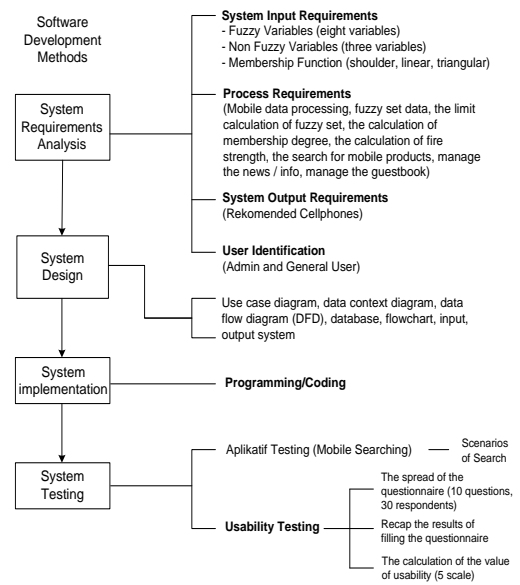 Software
Development
Methods
System
Requirements
Analysis
System Input Requirements
- Fuzzy Variables (eight variables)
- Non Fuzzy Variables (three variables)
- Membership Function (shoulder, linear, triangular)
Process Requirements
(Mobile data processing, fuzzy set data, the limit
calculation of fuzzy set, the calculation of
membership degree, the calculation of fire
strength, the search for mobile products, manage
the news / info, manage the guestbook)
System Output Requirements
(Rekomended Cellphones)
User Identification
(Admin and General User)
System
Design
Use case diagram, data context diagram, data
flow diagram (DFD), database, flowchart, input,
output system
System
implementation
Programming/Coding
System
Testing
Aplikatif Testing (Mobile Searching)
Scenarios
of Search
Usability Testing
The spread of the
questionnaire (10 questions,
30 respondents)
Recap the results of
filling the questionnaire
The calculation of the value
of usability (5 scale)